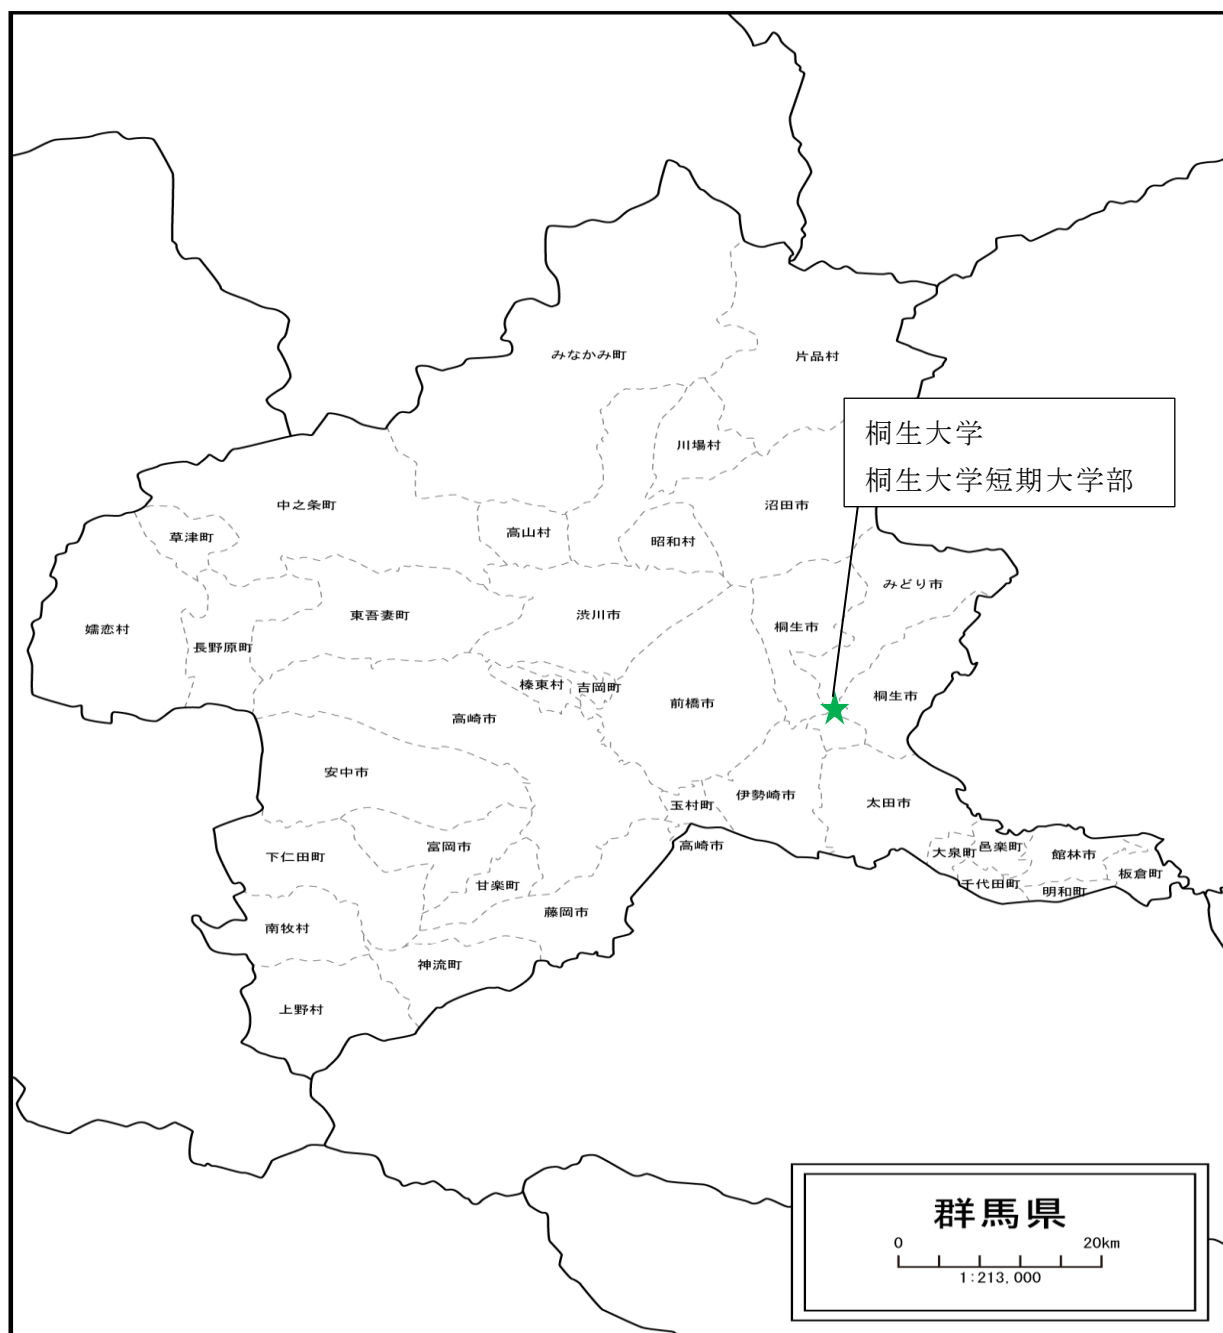 みなかみ町
片品村
桐生大学
桐生大学短期大学部
川場村
中之条町
沼田市
草津町
高山村
昭和村
みどり市
嬬恋村
長野原町
東吾妻町
渋川市
桐生市
榛東村
吉岡町
前橋市
桐生市
高崎市
安中市
玉村町
伊勢崎市
太田市
下仁田町
富岡市
高崎市
大泉町
邑楽町
館林市
板倉町
甘楽町
千代田町
明和町
南牧村
藤岡市
神流町
上野村
群馬県
0 20km
1:213,000